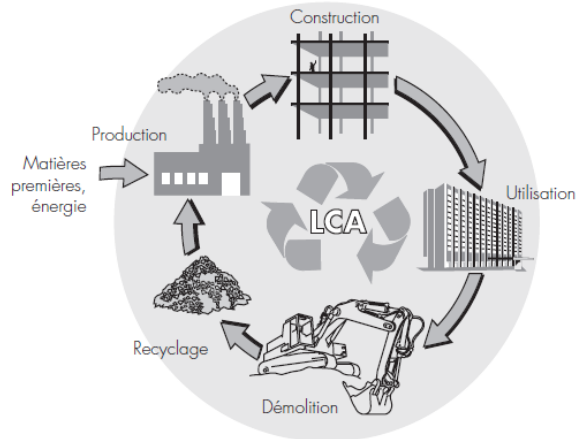 Construction
Production
Matières
premières,
énergie
Utilisation
LCA
Recyclage
Démolition